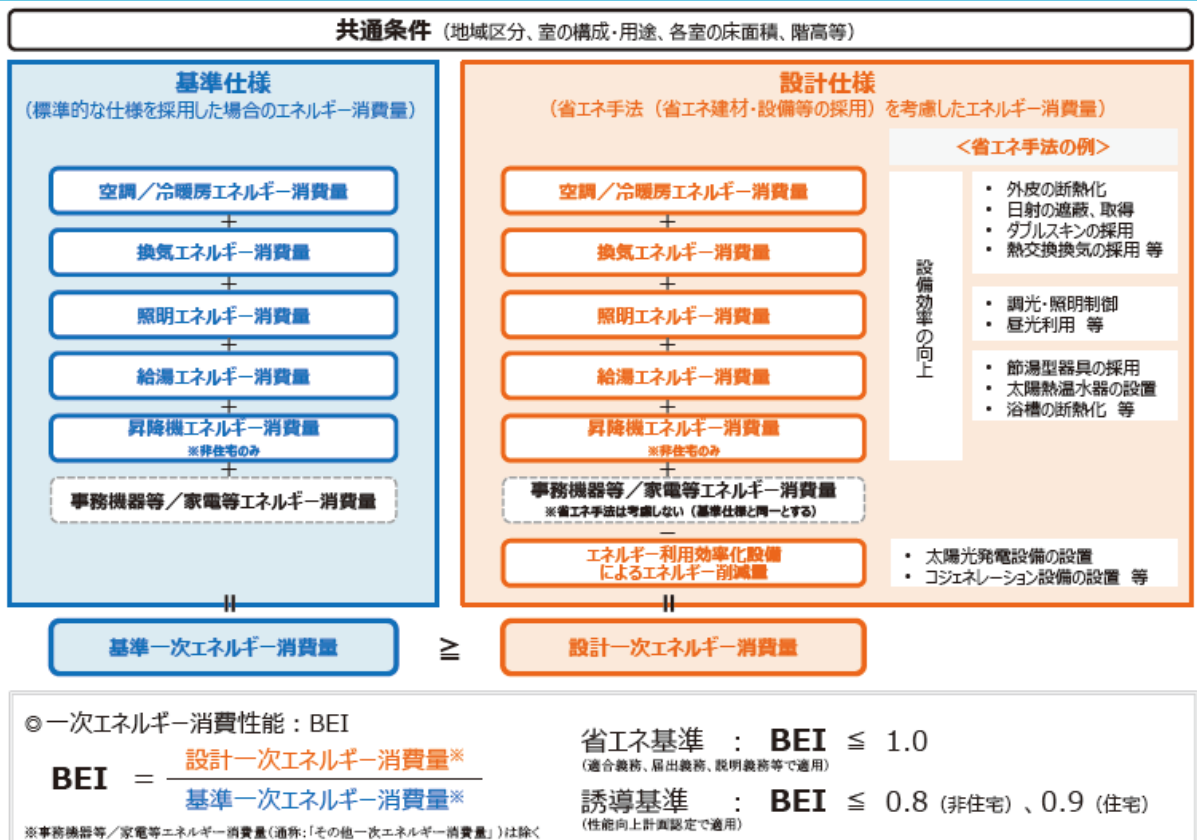 共通条件（地域区分、室の構成・用途、各室の床面積、階高等）
基準仕様
（標準的な仕様を採用した場合のエネルギー消費量）
空調／冷暖房エネルギー消費量
＋
換気エネルギー消費量
＋
照明エネルギー消費量
＋
給湯エネルギー消費量
＋
昇降機エネルギー消費量
※非住宅のみ
＋
事務機器等／家電等エネルギー消費量
＝
基準一次エネルギー消費量
≧
設計仕様
（省エネ手法（省エネ建材・設備等の採用）を考慮したエネルギー消費量）
空調／冷暖房エネルギー消費量
＋
換気エネルギー消費量
＋
照明エネルギー消費量
＋
給湯エネルギー消費量
＋
昇降機エネルギー消費量
※非住宅のみ
＋
事務機器等／家電等エネルギー消費量
※省エネ手法は考慮しない（基準仕様と同一とする）
－
エネルギー利用効率化設備
によるエネルギー削減量
＝
設計一次エネルギー消費量
＜省エネ手法の例＞
設備効率の向上
• 外皮の断熱化
• 日射の遮蔽、取得
• ダブルスキンの採用
• 熱交換換気の採用 等
• 調光・照明制御
• 昼光利用 等
• 節湯型器具の採用
• 太陽熱温水器の設置
• 浴槽の断熱化 等
• 太陽光発電設備の設置
• コジェネレーション設備の設置 等
◎一次エネルギー消費性能：BEI
BEI ＝ 設計一次エネルギー消費量※
基準一次エネルギー消費量※
※事務機器等／家電等エネルギー消費量（通称：「その他一次エネルギー消費量」）は除く
省エネ基準 ： BEI ≦ 1.0
（適合義務、届出義務、説明義務等で適用）
誘導基準 ： BEI ≦ 0.8（非住宅）、0.9（住宅）
（性能向上計画認定で適用）